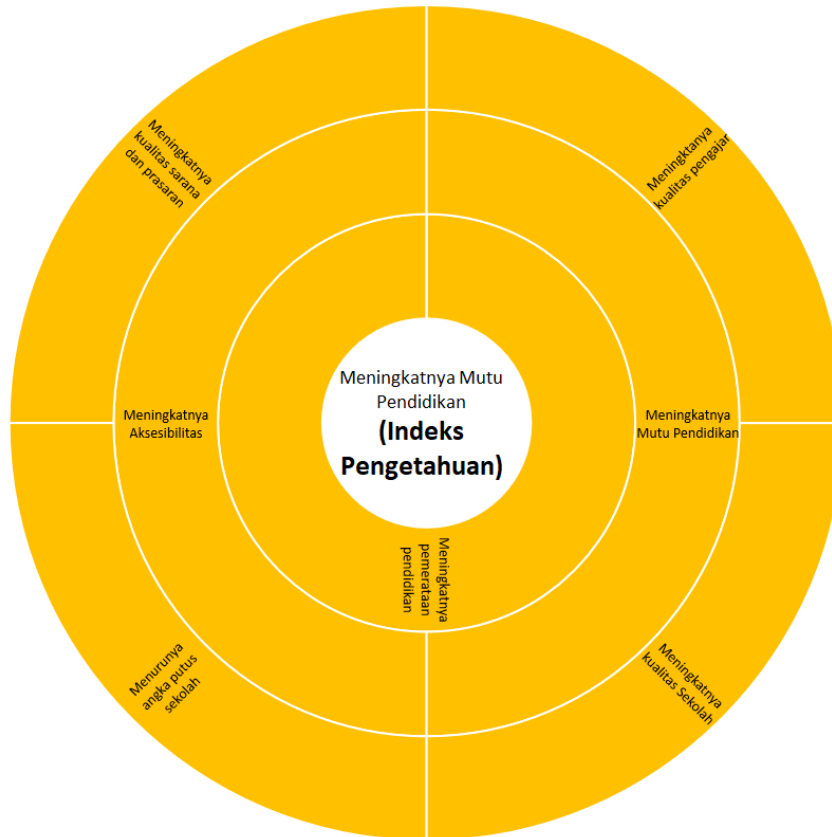 Meningkatnya
kualitas sarana
dan prasaran
Meningktanya
kualitas pengajar
Meningkatnya Mutu
Pendidikan
(Indeks
Pengetahuan)
Meningkatnya
Aksesibilitas
Meningkatnya
Mutu Pendidikan
Meningkatnya
pemerataan
pendidikan
Menurunya
angka putus
sekolah
Meningkatnya
kualitas Sekolah